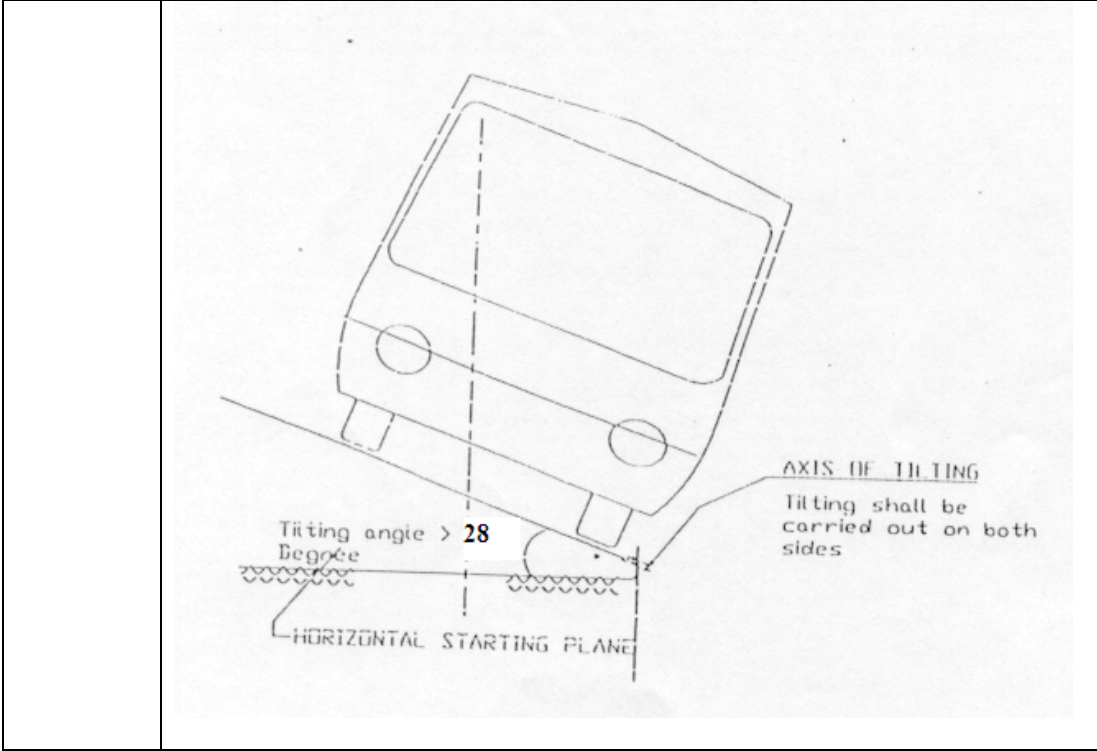 AXIS OF TILTING
Tilting shall be
carried out on both
sides
Tilting angle > 28
Degree
HORIZONTAL STARTING PLANE